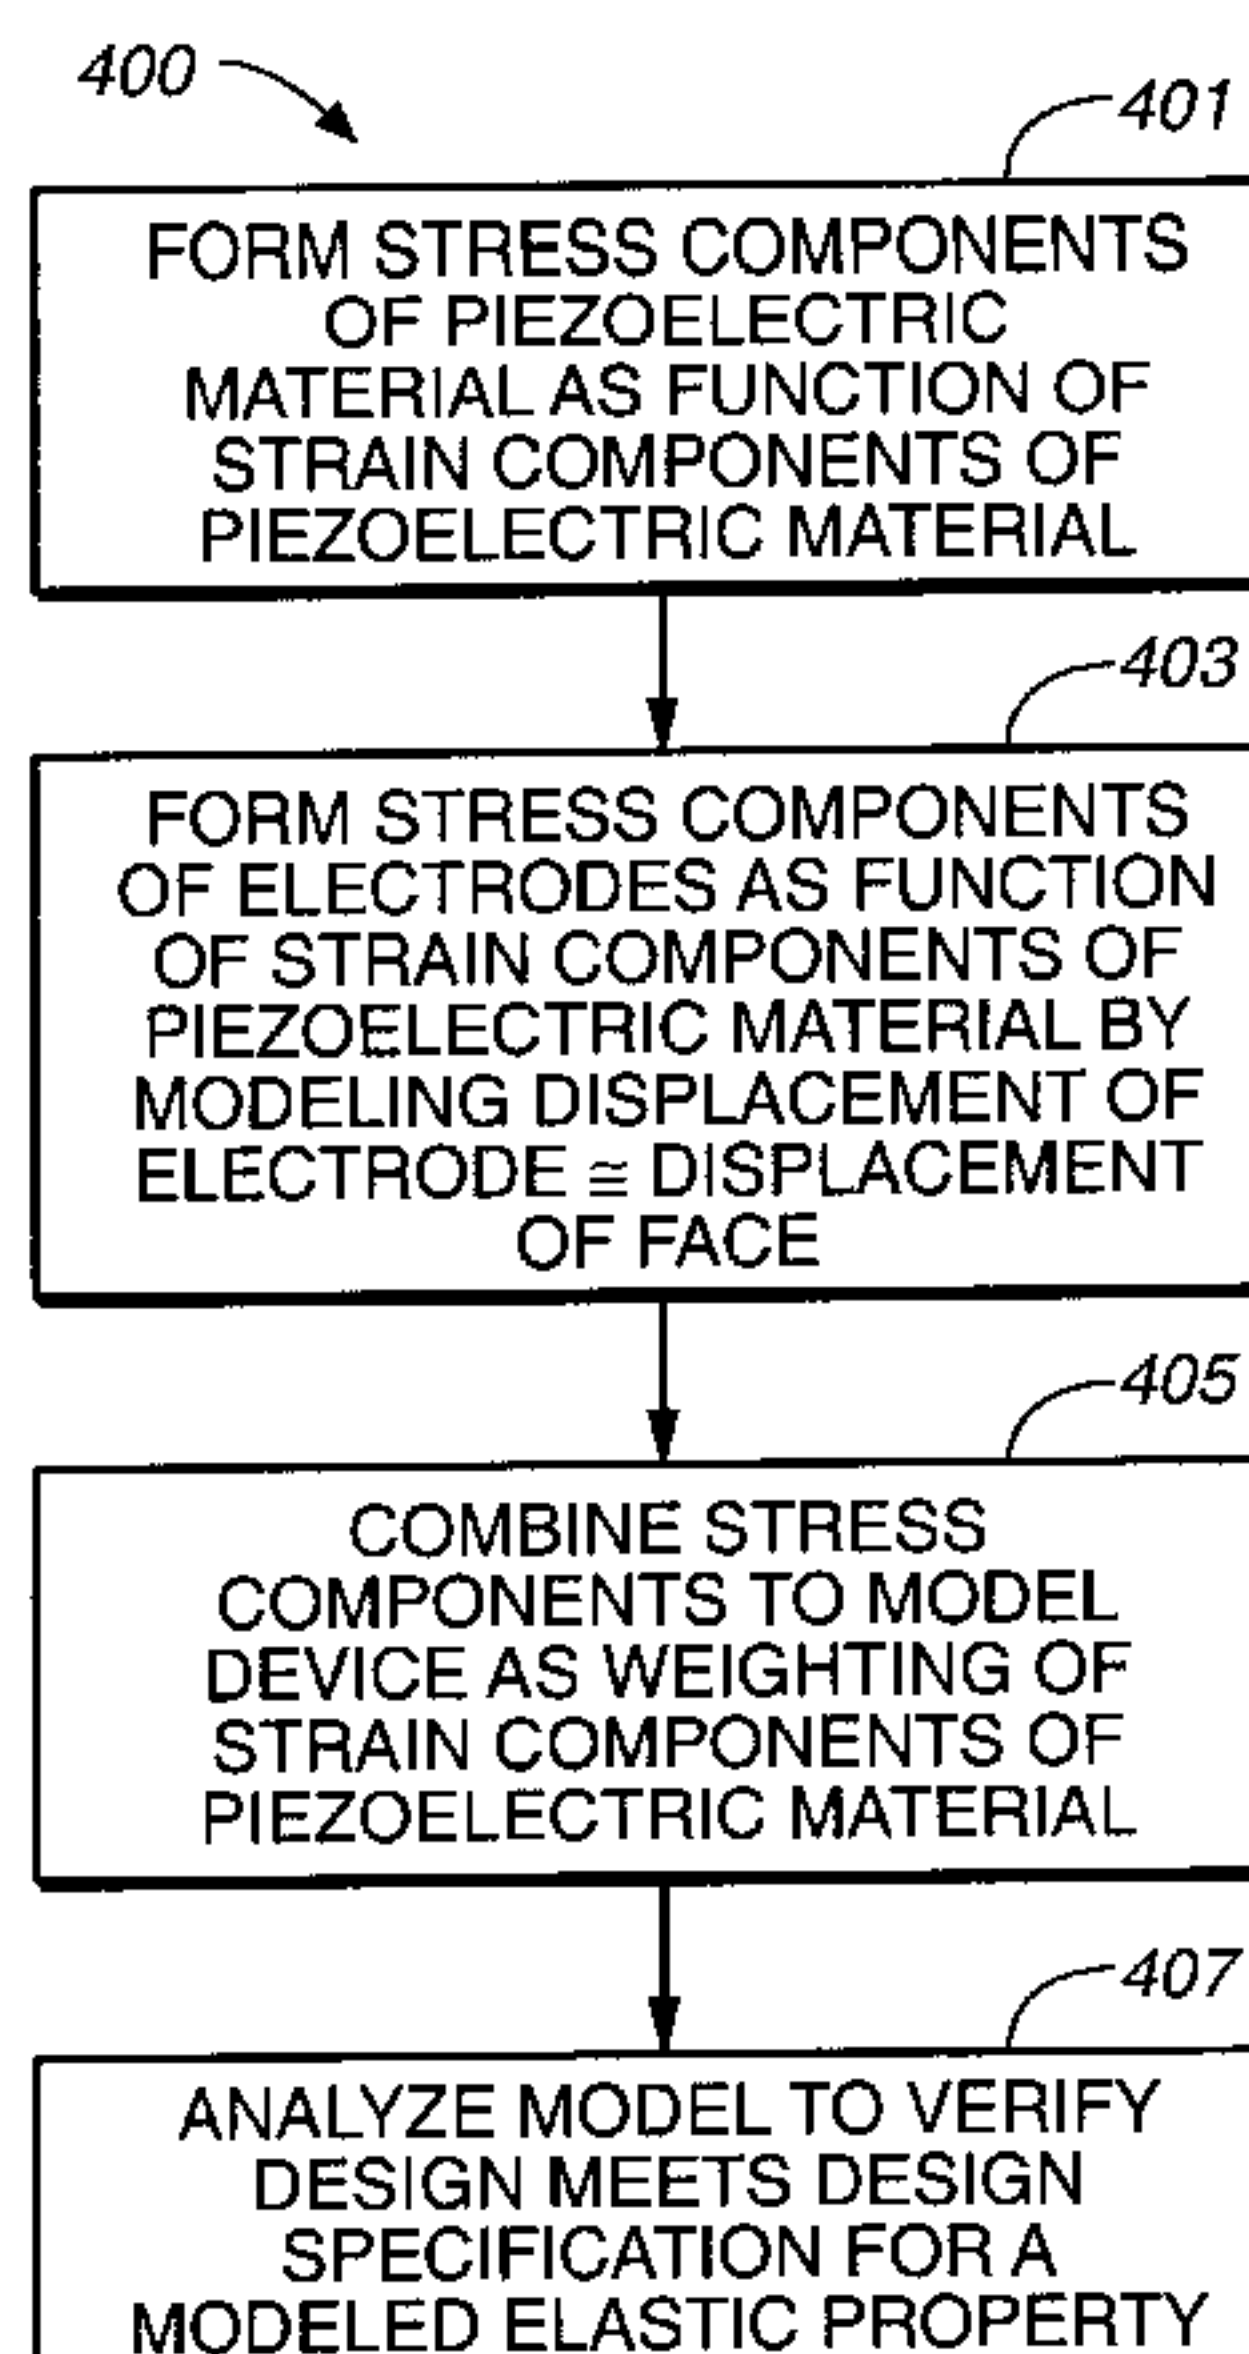 400
401
FORM STRESS COMPONENTS
OF PIEZOELECTRIC
MATERIAL AS FUNCTION OF
STRAIN COMPONENTS OF
PIEZOELECTRIC MATERIAL
403
FORM STRESS COMPONENTS
OF ELECTRODES AS FUNCTION
OF STRAIN COMPONENTS OF
PIEZOELECTRIC MATERIAL BY
MODELING DISPLACEMENT OF
ELECTRODE ≅ DISPLACEMENT
OF FACE
405
COMBINE STRESS
COMPONENTS TO MODEL
DEVICE AS WEIGHTING OF
STRAIN COMPONENTS OF
PIEZOELECTRIC MATERIAL
407
ANALYZE MODEL TO VERIFY
DESIGN MEETS DESIGN
SPECIFICATION FOR A
MODELED ELASTIC PROPERTY